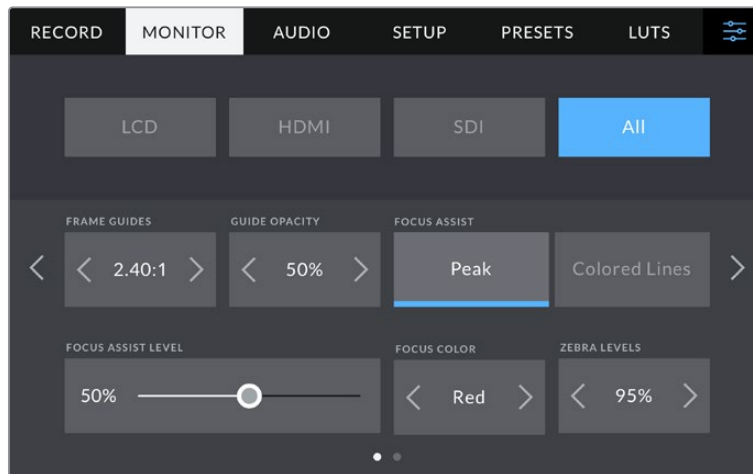 RECORD MONITOR AUDIO SETUP PRESETS LUTS
LCD HDMI SDI All
FRAME GUIDES GUIDE OPACITY FOCUS ASSIST
2.40:1 50% Peak Colored Lines
FOCUS ASSIST LEVEL FOCUS COLOR ZEBRA LEVELS
50% Red 95%